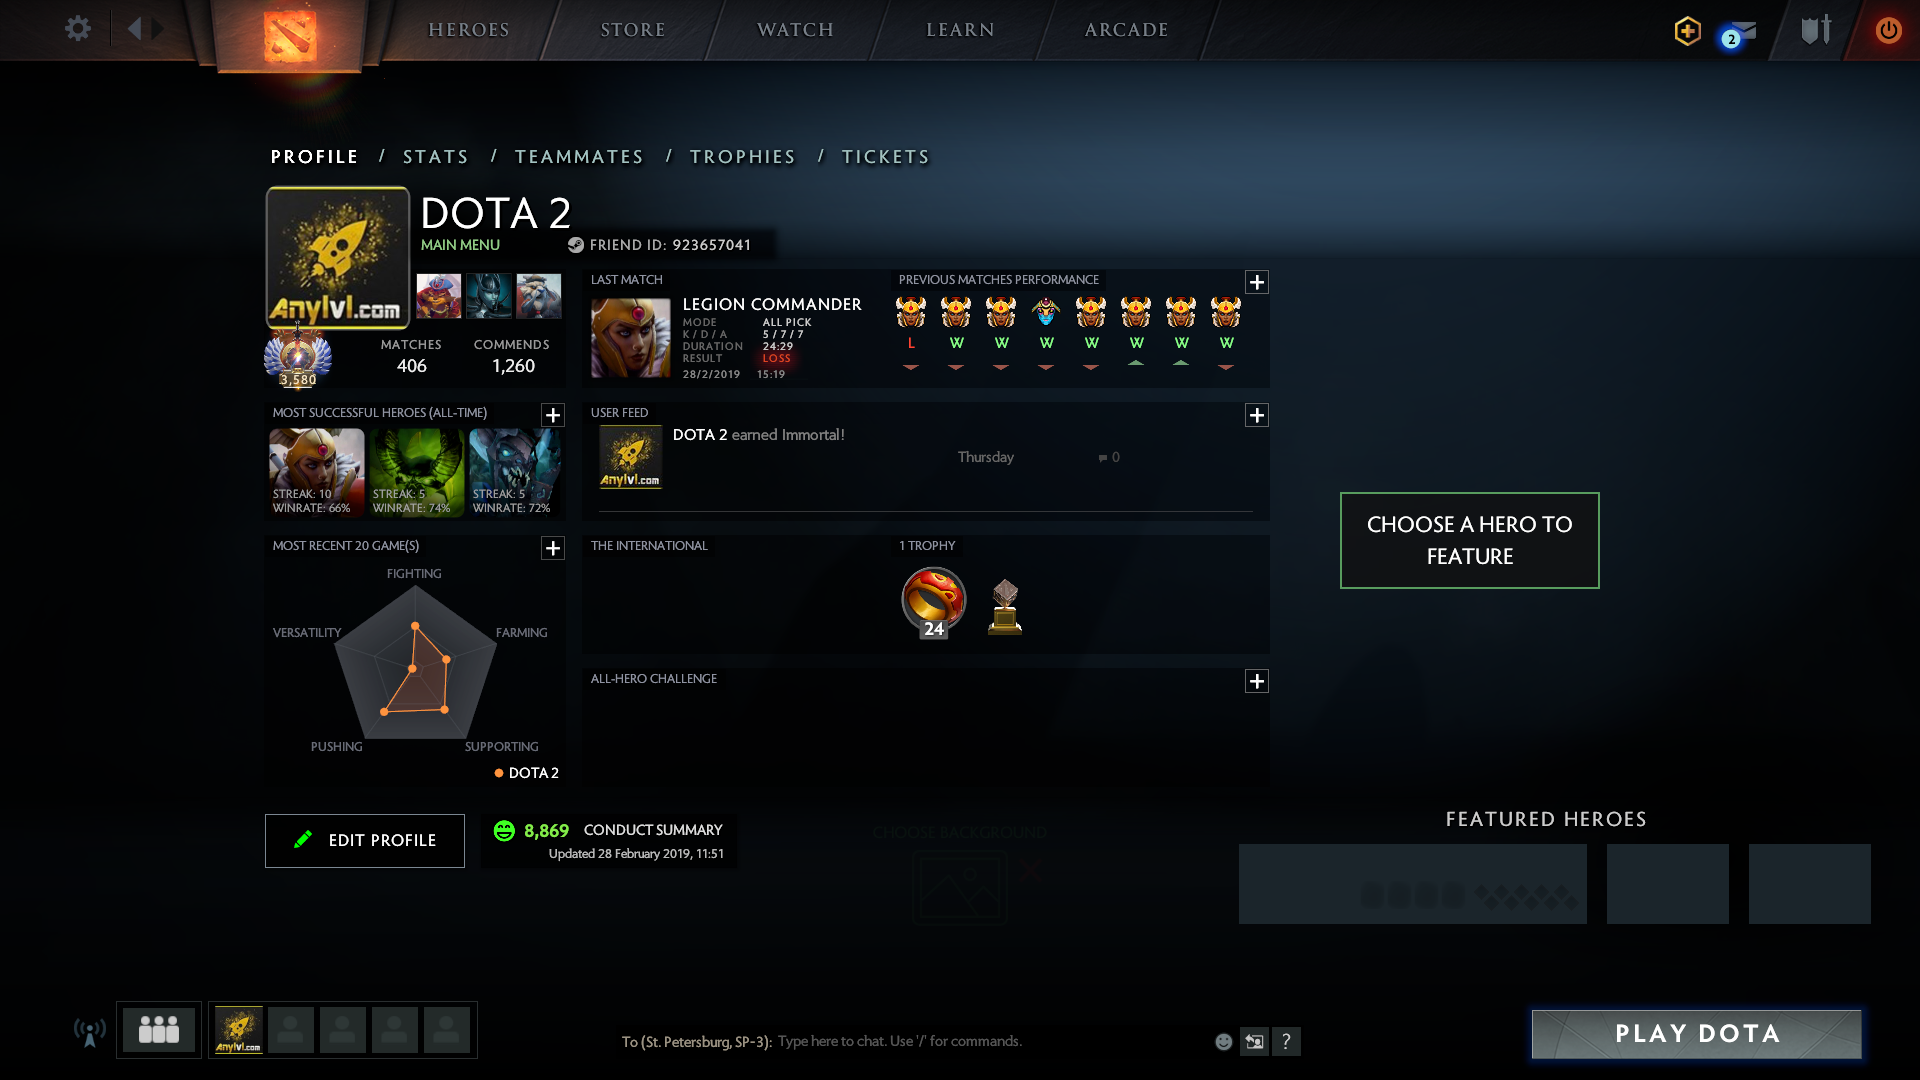 HEROES
STORE
WATCH
LEARN
ARCADE
2
PROFILE / STATS / TEAMMATES / TROPHIES / TICKETS
Anylvl.com
DOTA 2
MAIN MENU
FRIEND ID: 923657041
3,580
MATCHES
406
COMMENDS
1,260
LAST MATCH
LEGION COMMANDER
MODE ALL PICK
K / D / A 5 / 7 / 7
DURATION 24:29
RESULT LOSS
28/2/2019 15:19
PREVIOUS MATCHES PERFORMANCE
L W W W W W W W
MOST SUCCESSFUL HEROES (ALL-TIME)
STREAK: 10
WINRATE: 66%
STREAK: 5
WINRATE: 74%
STREAK: 5
WINRATE: 72%
USER FEED
Anylvl.com
DOTA 2 earned Immortal!
Thursday
0
MOST RECENT 20 GAME(S)
FIGHTING
VERSATILITY
FARMING
PUSHING
SUPPORTING
DOTA 2
THE INTERNATIONAL
1 TROPHY
24
ALL-HERO CHALLENGE
CHOOSE A HERO TO
FEATURE
EDIT PROFILE
8,869 CONDUCT SUMMARY
Updated 28 February 2019, 11:51
CHOOSE BACKGROUND
FEATURED HEROES
Anylvl.com
To (St. Petersburg, SP-3): Type here to chat. Use '/' for commands.
?
PLAY DOTA